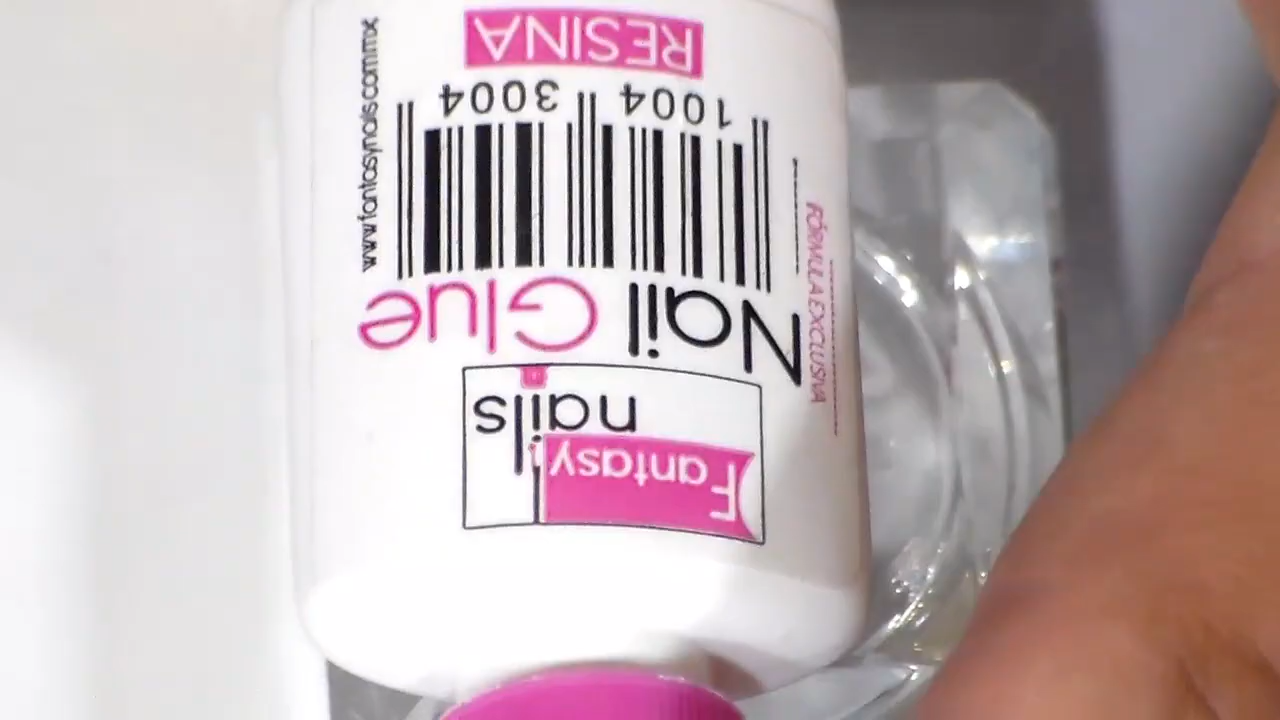 Fantasy
nails
Nail Glue
1004 3004
RESINA
FÓRMULA EXCLUSIVA
www.fantasynails.com.mx